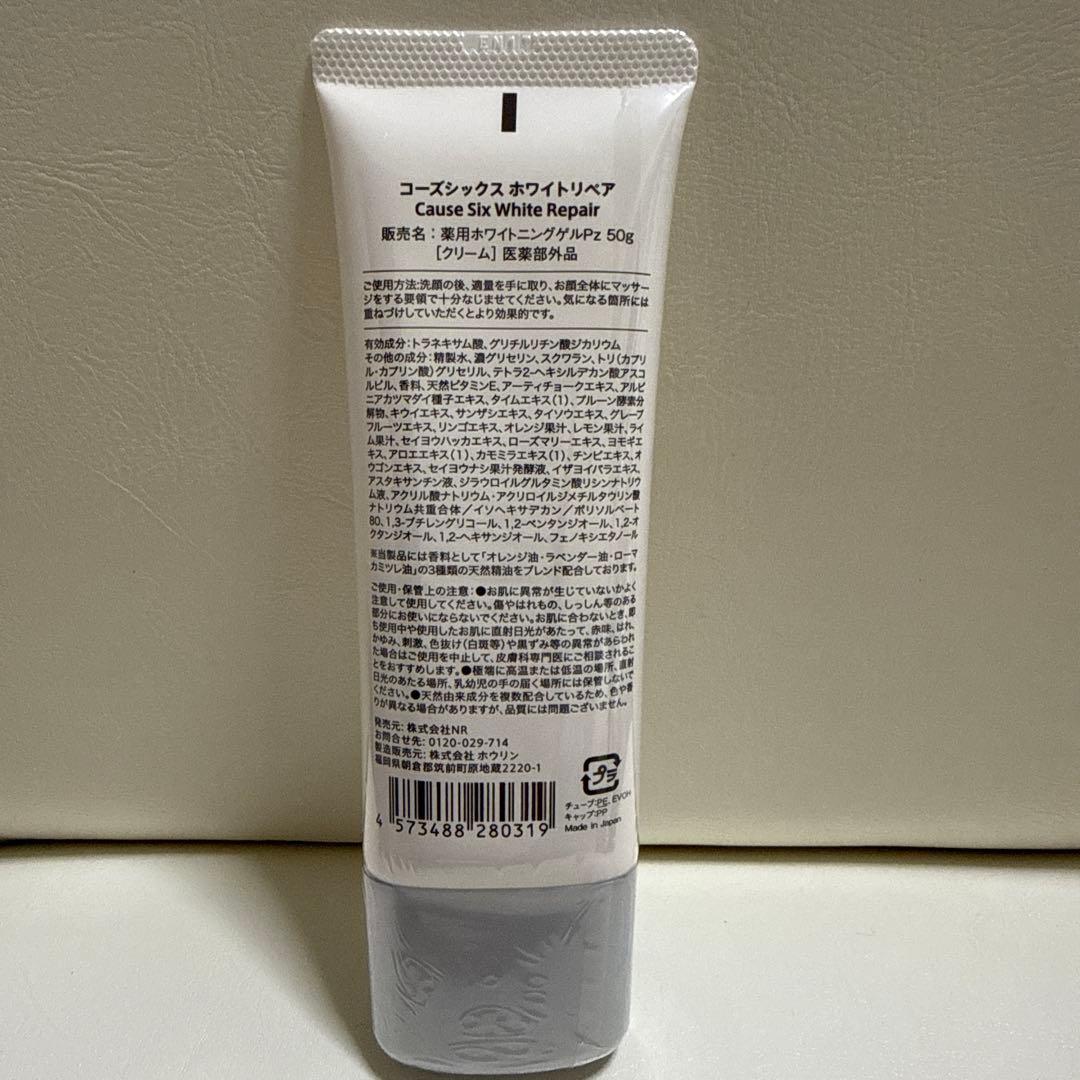 コーズシックス ホワイトリペア
Cause Six White Repair
販売名：薬用ホワイトニングゲルPz 50g
［クリーム］医薬部外品
ご使用方法:洗顔の後、適量を手に取り、お顔全体にマッサー
ジをする要領で十分なじませてください。気になる箇所には
重ねづけしていただくとより効果的です。
有効成分：トラネキサム酸、グリチルリチン酸ジカリウム
その他の成分：精製水、濃グリセリン、スクワラン、トリ（カプリ
ル・カプリン酸）グリセリル、テトラ2-ヘキシルデカン酸アスコ
ルビル、香料、天然ビタミンE、アーティチョークエキス、アルピ
ニアカツマダイ種子エキス、タイムエキス（1）、プルーン酵素分
解物、キウイエキス、サンザシエキス、タイソウエキス、グレープ
フルーツエキス、リンゴエキス、オレンジ果汁、レモン果汁、ライ
ム果汁、セイヨウハッカエキス、ローズマリーエキス、ヨモギエ
キス、アロエエキス（1）、カモミラエキス（1）、チンピエキス、オ
ウゴンエキス、セイヨウナシ果汁発酵液、イザヨイバラエキス、
アスタキサンチン液、ジラウロイルグルタミン酸リシンナトリウ
ム液、アクリル酸ナトリウム・アクリロイルジメチルタウリン酸
ナトリウム共重合体／イソヘキサデカン／ポリソルベート
80、1,3-ブチレングリコール、1,2-ペンタンジオール、1,2-オ
クタンジオール、1,2-ヘキサンジオール、フェノキシエタノール
※当製品には香料として「オレンジ油・ラベンダー油・ローマ
カミツレ油」の3種類の天然精油をブレンド配合しております。
ご使用・保管上の注意：●お肌に異常が生じていないかよく
注意して使用してください。傷やはれもの、しっしん等のある
部分にお使いにならないでください。お肌に合わないとき、即
ち使用中や使用したお肌に直射日光があたって、赤味、はれ、
かゆみ、刺激、色抜け（白斑等）や黒ずみ等の異常があらわれ
た場合はご使用を中止して、皮膚科専門医にご相談されるこ
とをおすすめします。●極端に高温または低温の場所、直射
日光のあたる場所、乳幼児の手の届く場所には保管しないで
ください。●天然由来成分を複数配合しているため、色や香
りが異なる場合がありますが、品質には問題ございません。
発売元：株式会社NR
お問合せ先：0120-029-714
製造販売元：株式会社 ホウリン
福岡県朝倉郡筑前町原地蔵2220-1
プラ
チューブ:PE、EVOH
キャップ:PP
Made in Japan
4 573488 280319